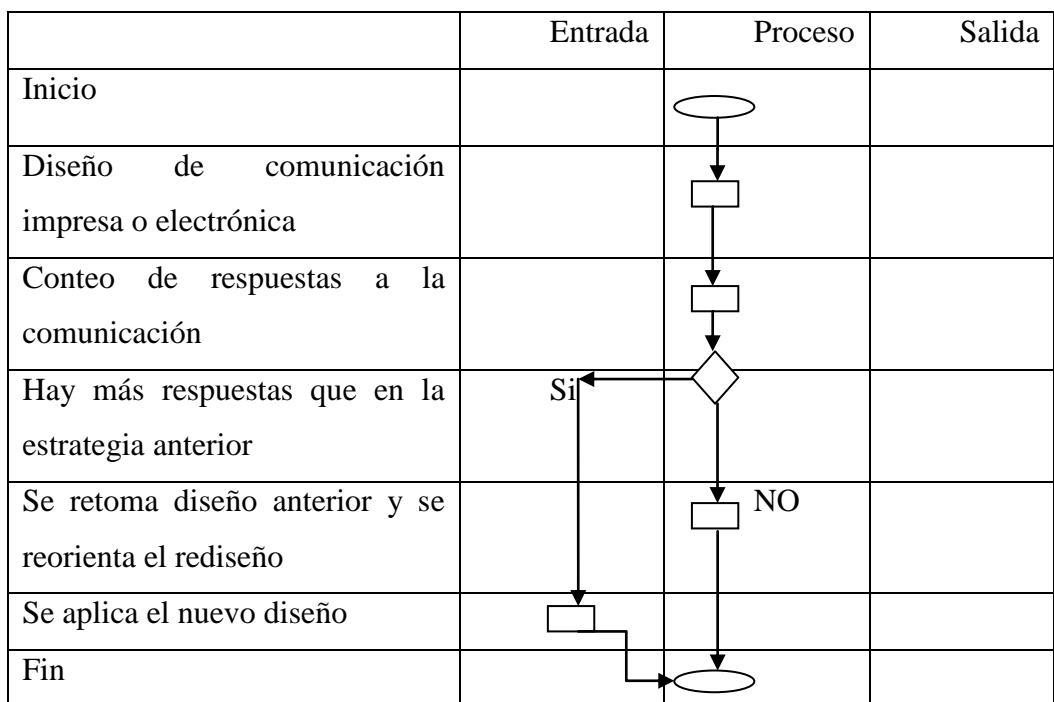 Entrada Proceso Salida
Inicio
Diseño de comunicación
impresa o electrónica
Conteo de respuestas a la
comunicación
Hay más respuestas que en la
Si
estrategia anterior
Se retoma diseño anterior y se
NO
reorienta el rediseño
Se aplica el nuevo diseño
Fin